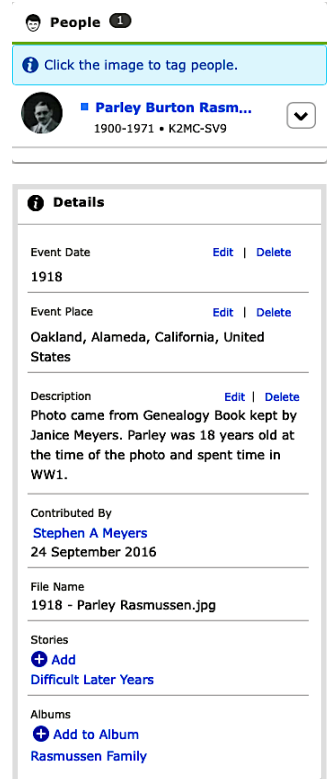 People 1
Click the image to tag people.
Parley Burton Rasm...
1900-1971 • K2MC-SV9
Details
Event Date Edit | Delete
1918
Event Place Edit | Delete
Oakland, Alameda, California, United
States
Description Edit | Delete
Photo came from Genealogy Book kept by
Janice Meyers. Parley was 18 years old at
the time of the photo and spent time in
WW1.
Contributed By
Stephen A Meyers
24 September 2016
File Name
1918 - Parley Rasmussen.jpg
Stories
Add
Difficult Later Years
Albums
Add to Album
Rasmussen Family